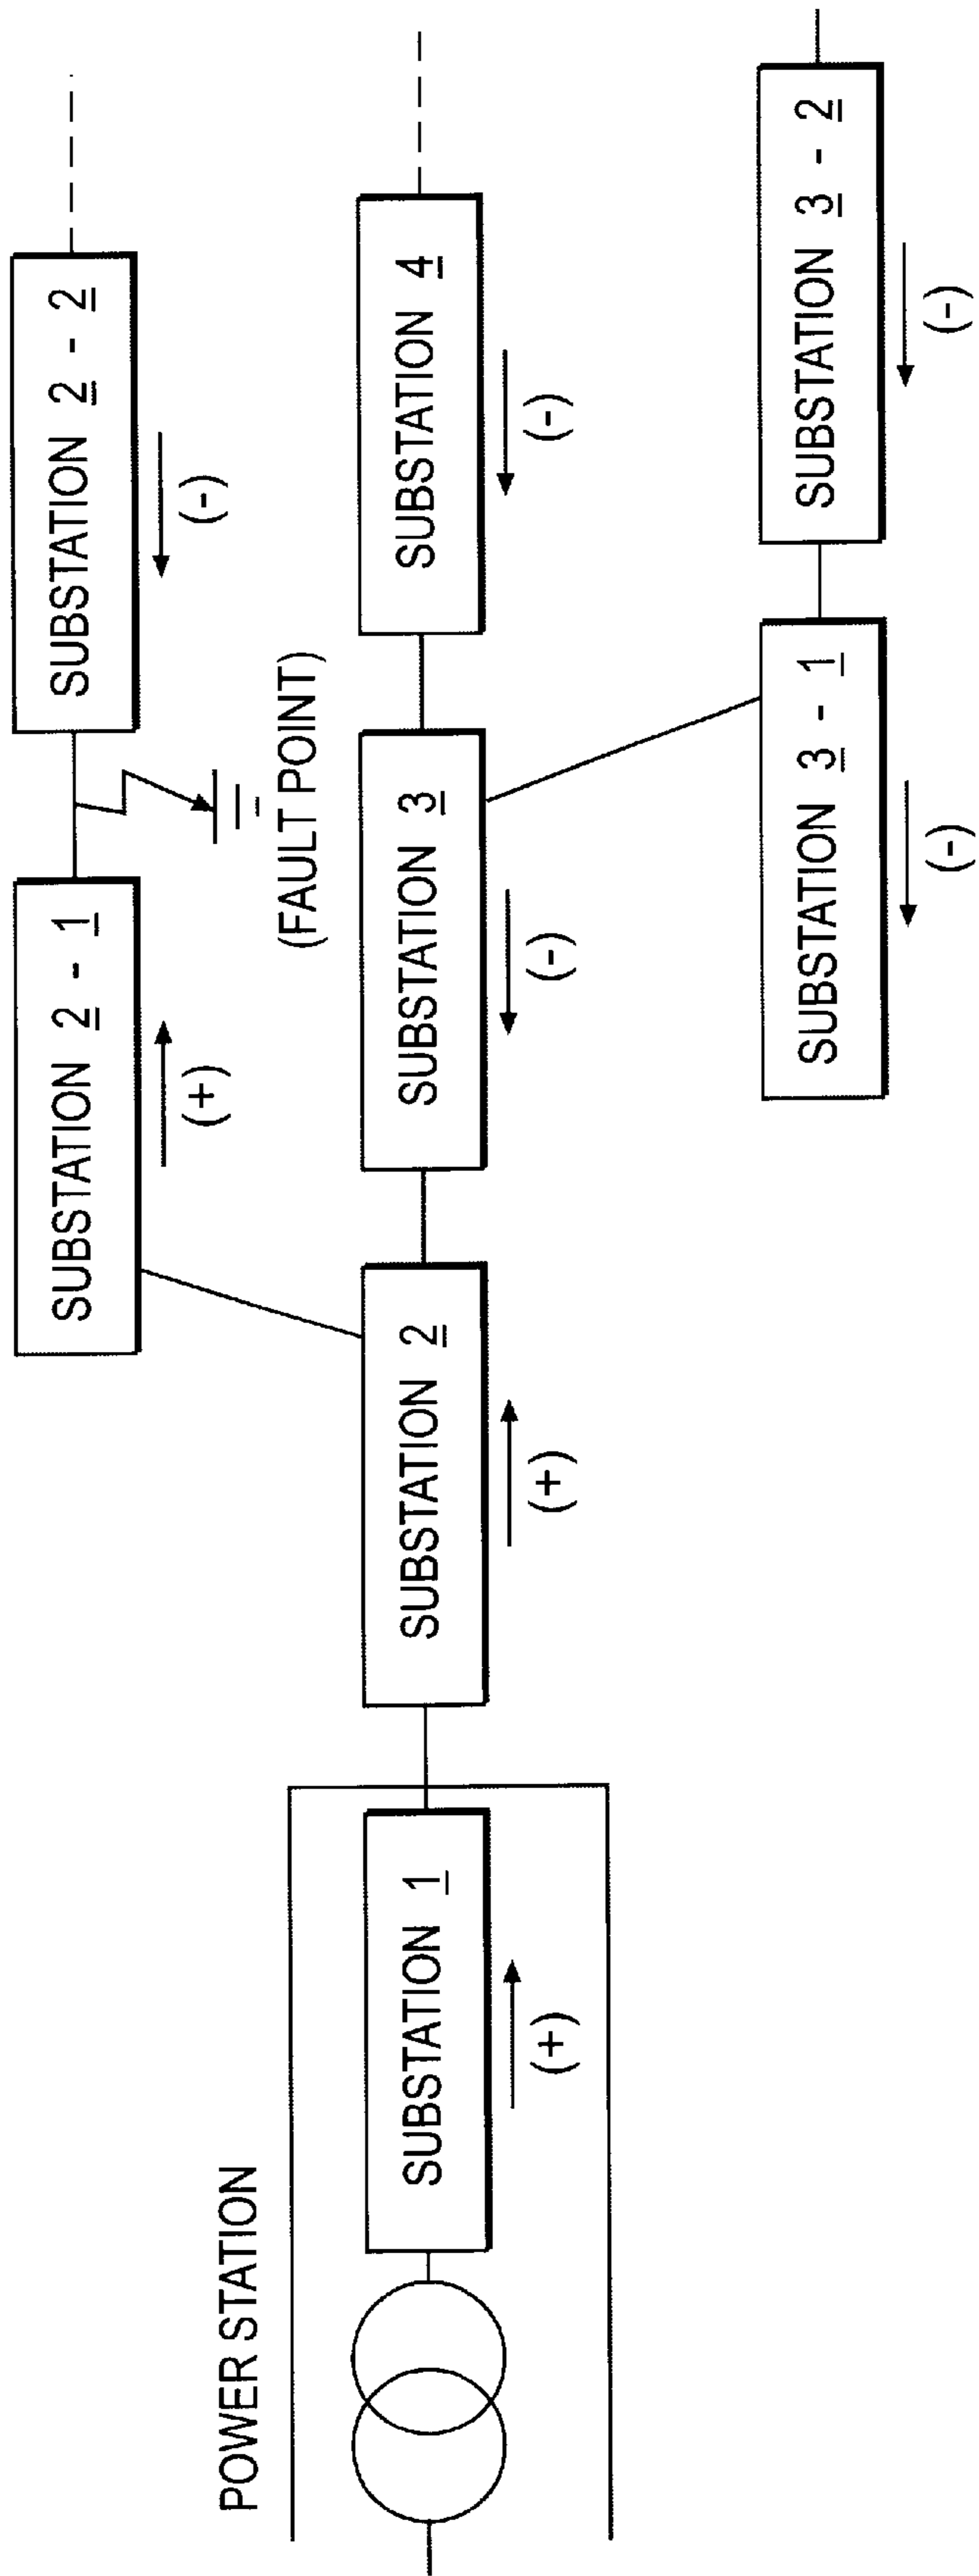 POWER STATION
SUBSTATION 1
(+)
SUBSTATION 2
(+)
SUBSTATION 2 - 1
(+)
SUBSTATION 2 - 2
(-)
(FAULT POINT)
SUBSTATION 3
(-)
SUBSTATION 4
(-)
SUBSTATION 3 - 1
(-)
SUBSTATION 3 - 2
(-)